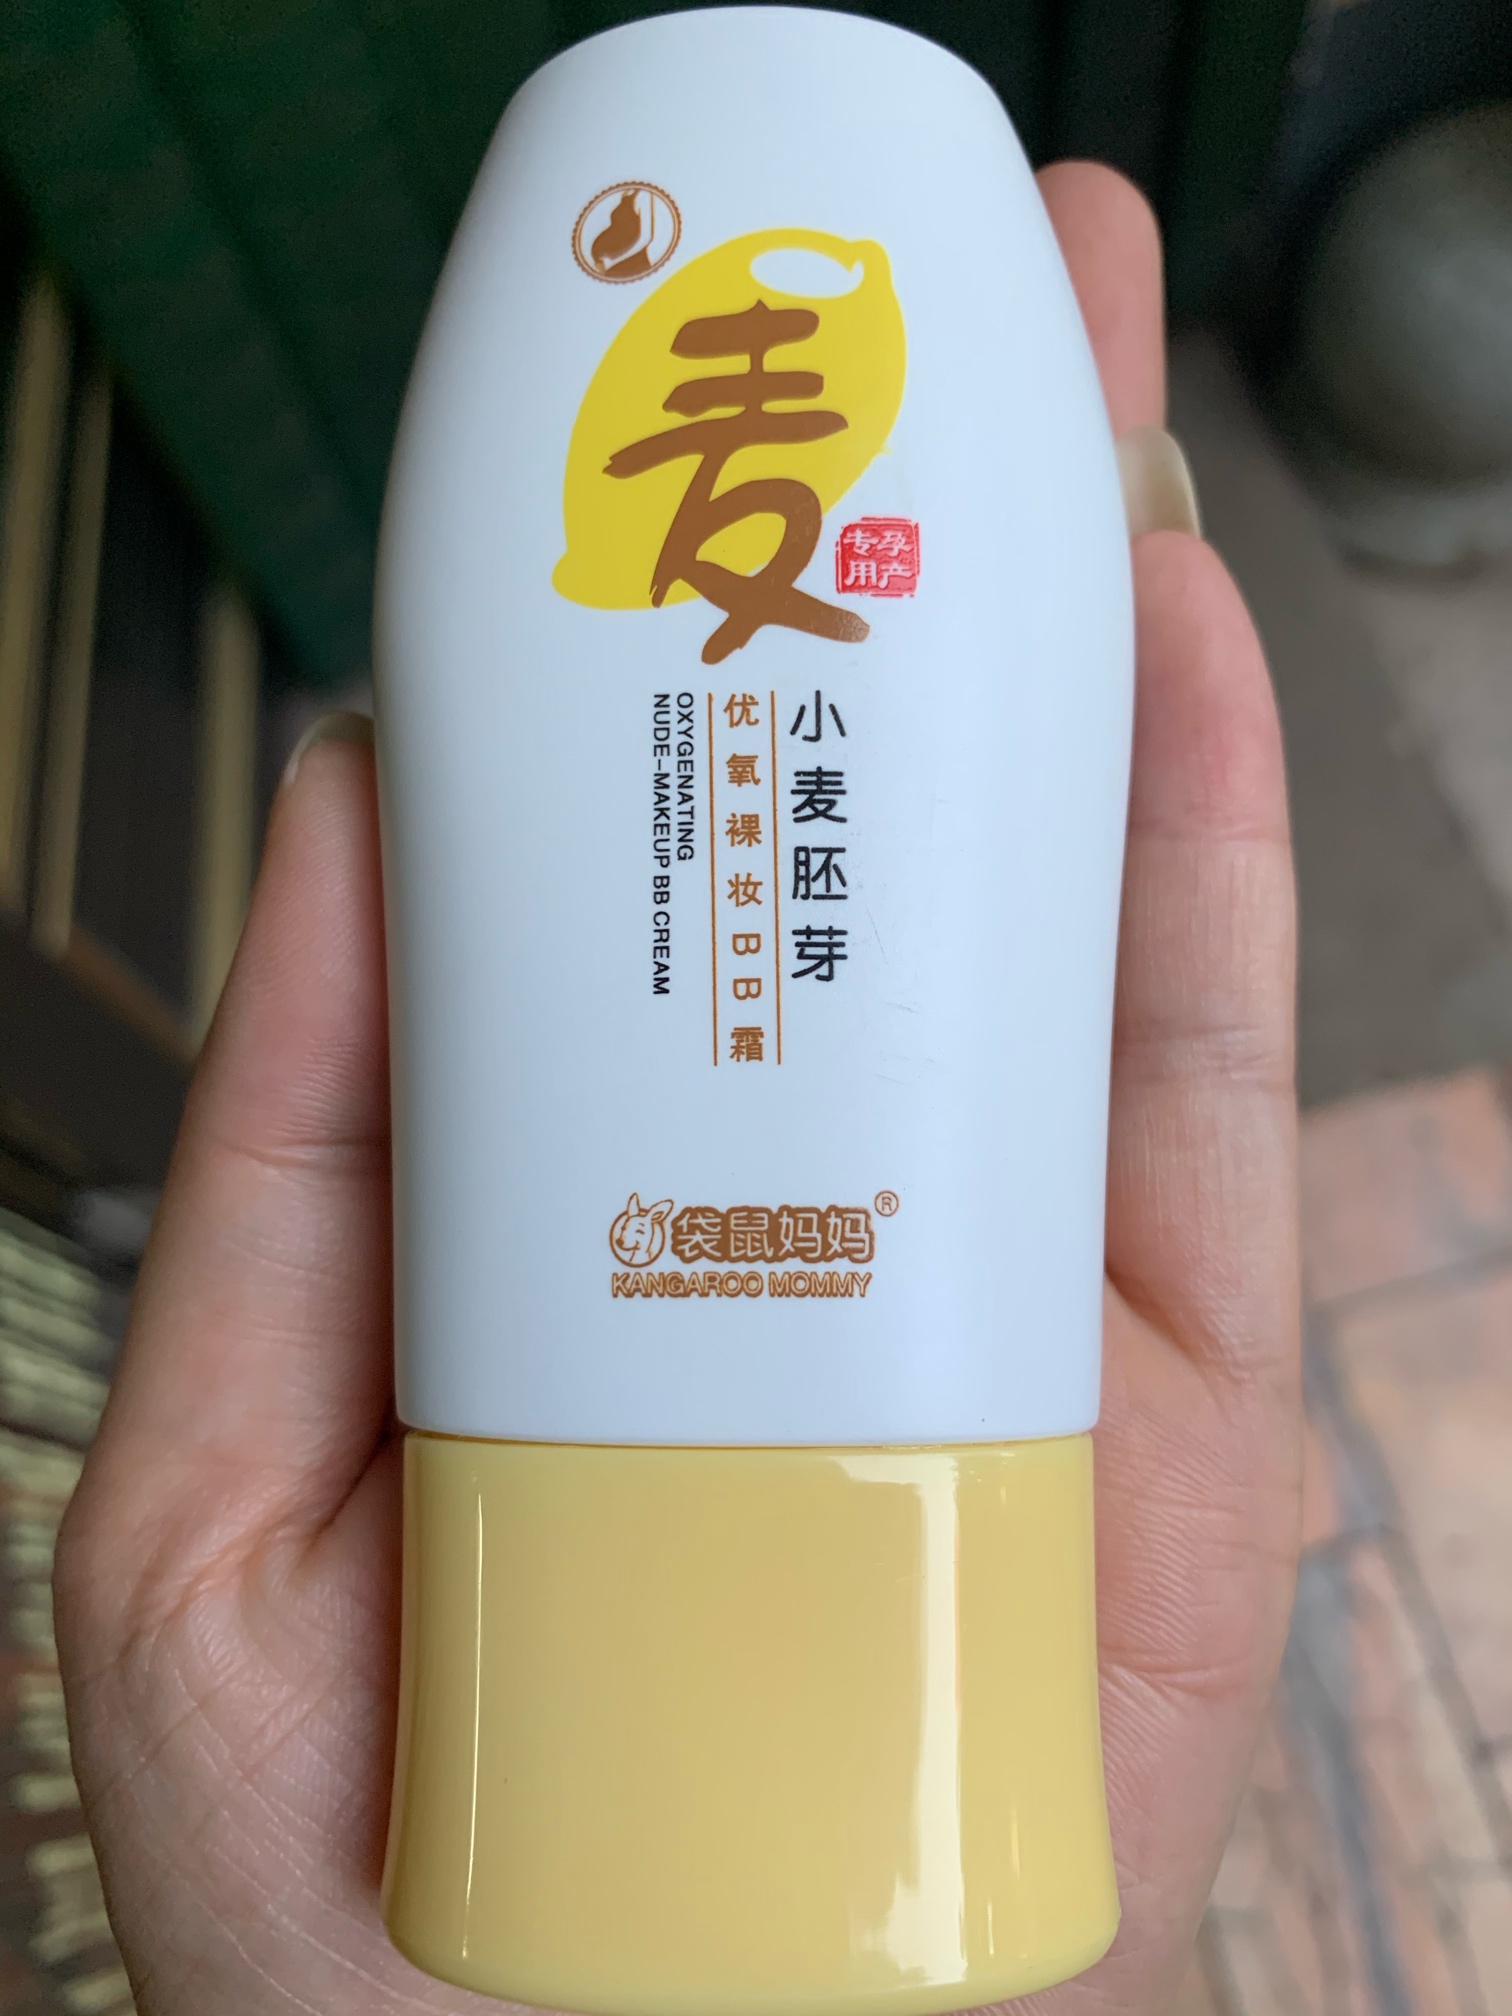 麦
孕产
专用
小麦胚芽
优氧裸妆BB霜
OXYGENATING
NUDE-MAKEUP BB CREAM
袋鼠妈妈®
KANGAROO MOMMY